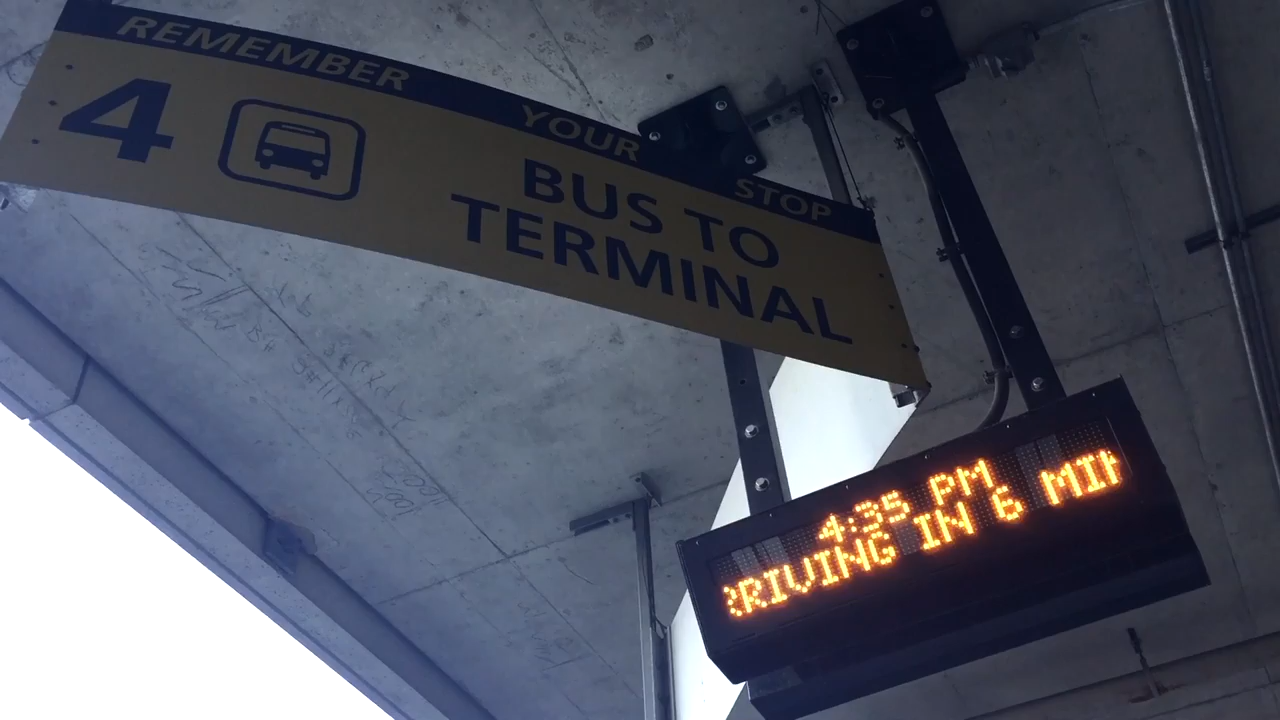 REMEMBER YOUR STOP
4
BUS TO
TERMINAL
4:35 PM
RIVING IN 6 MIN